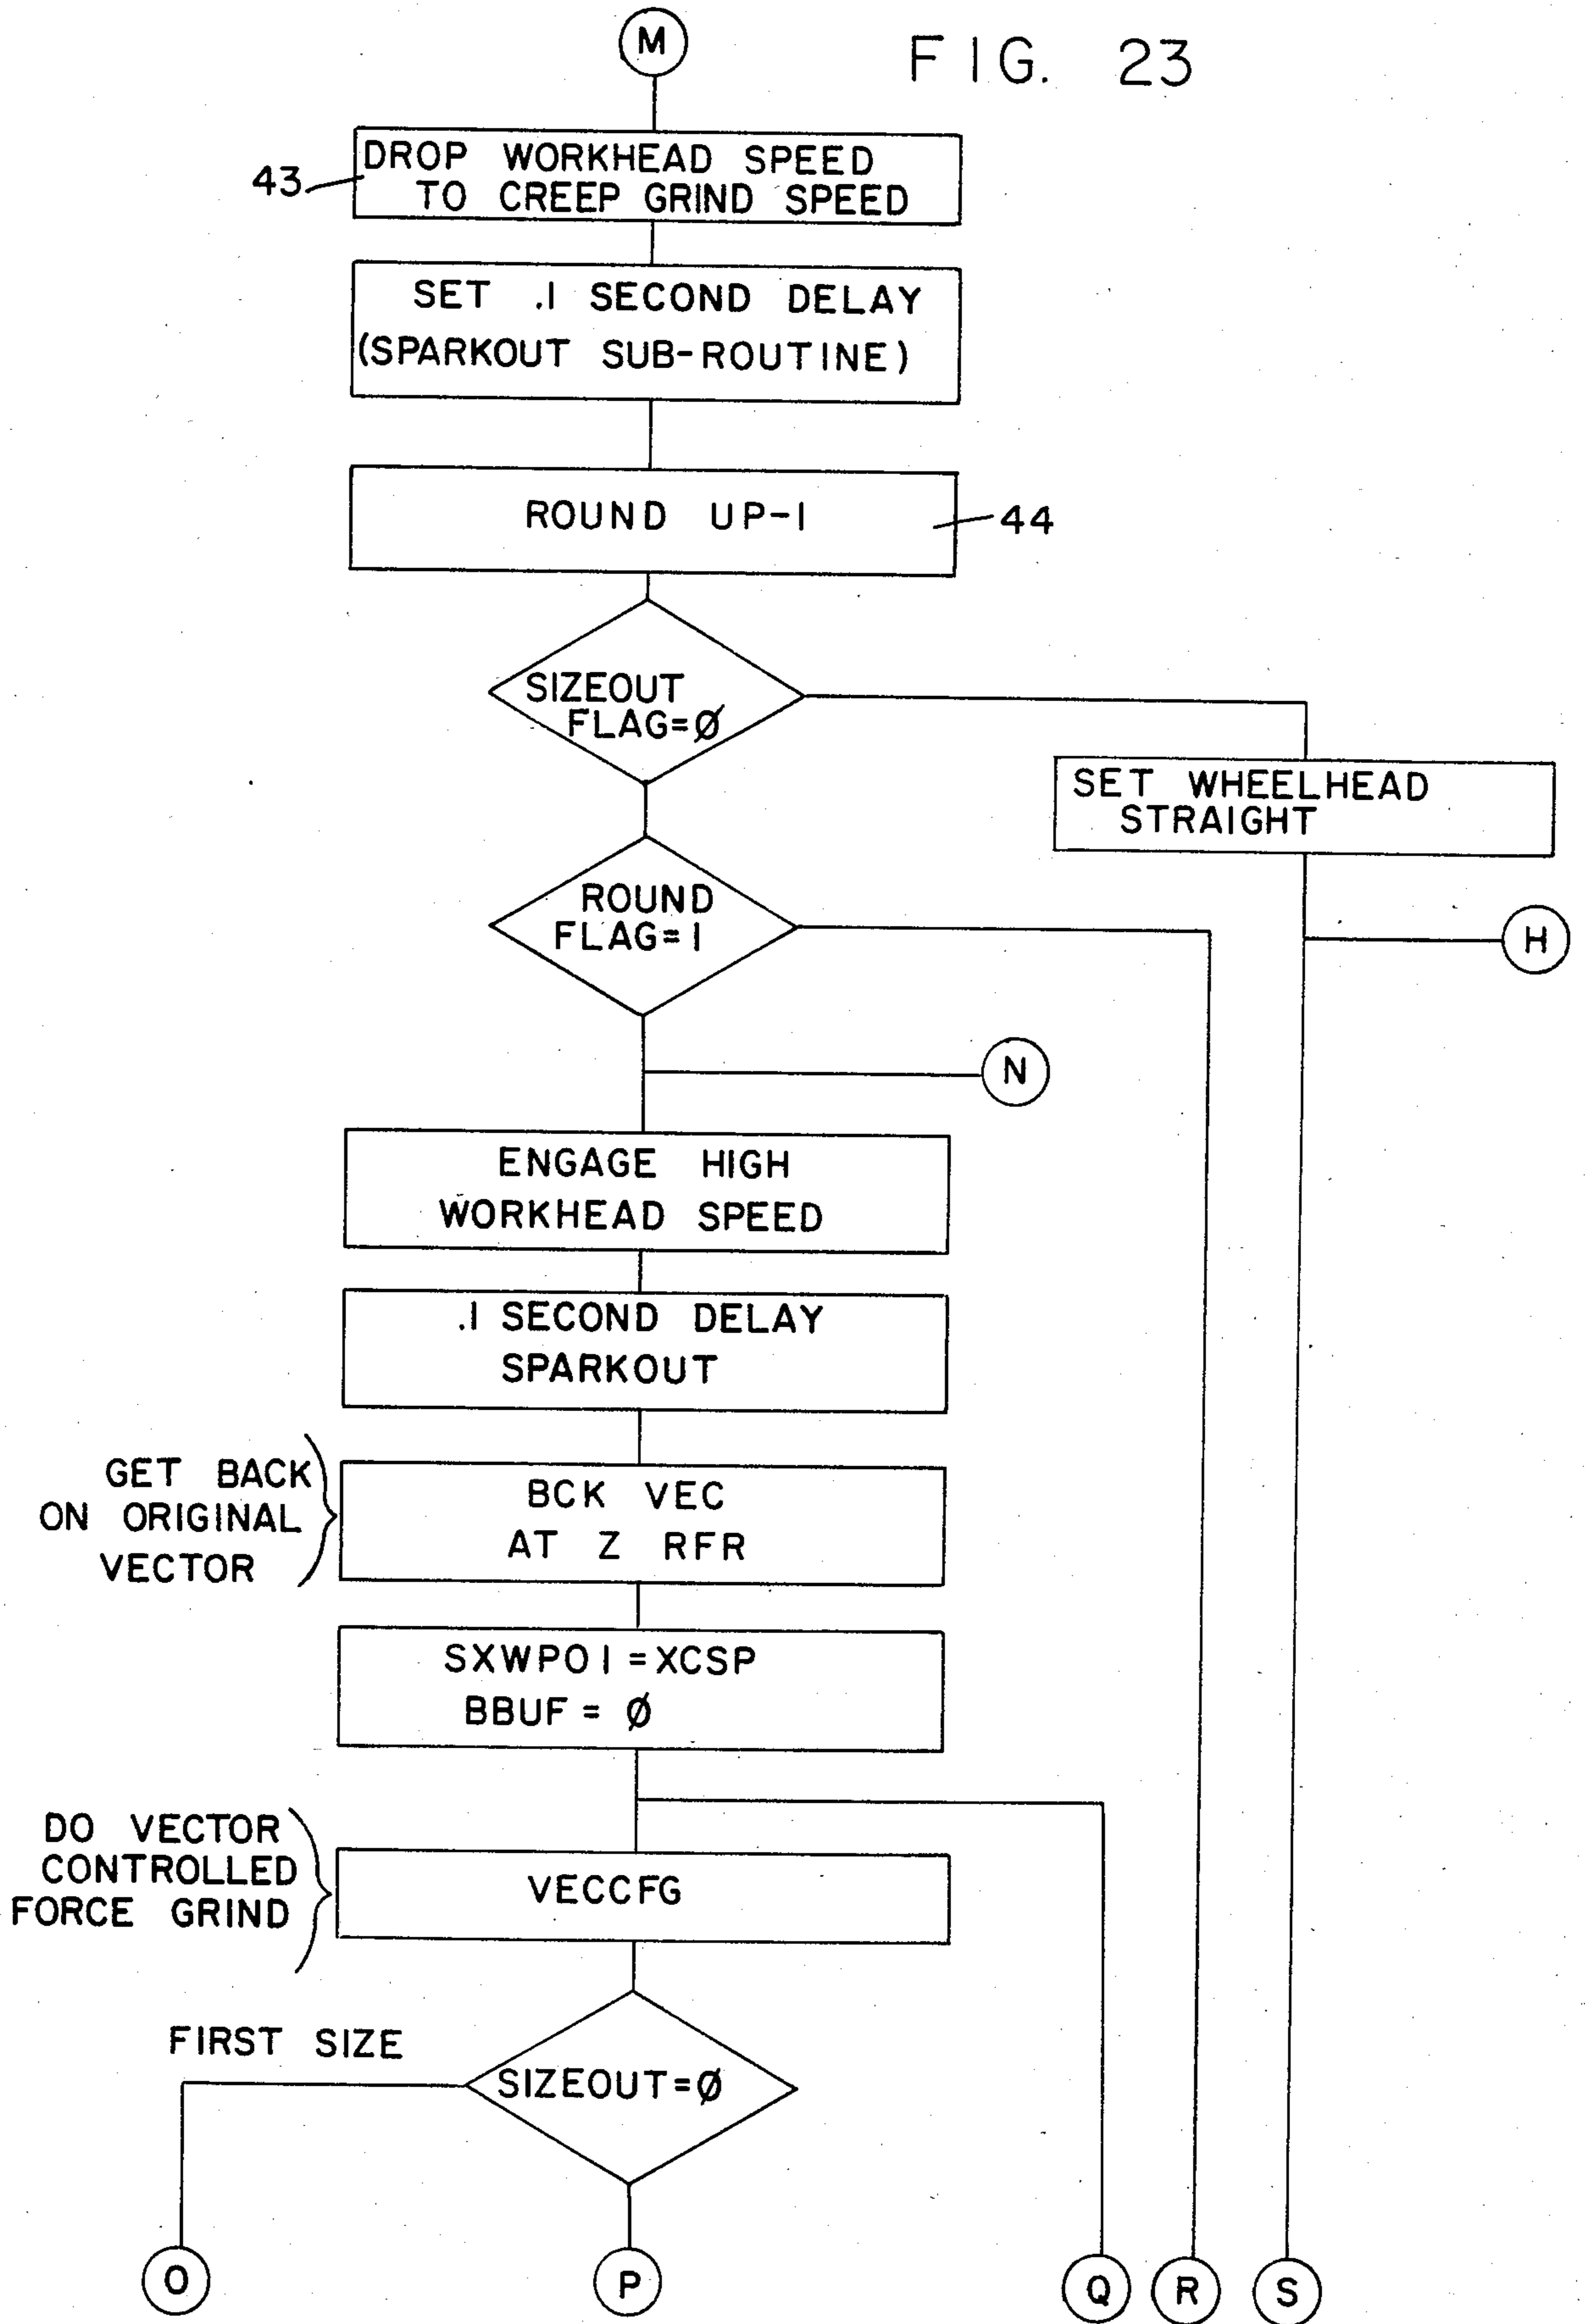 M
FIG. 23
43
DROP WORKHEAD SPEED
TO CREEP GRIND SPEED
SET .1 SECOND DELAY
(SPARKOUT SUB-ROUTINE)
ROUND UP-1
44
SIZEOUT
FLAG=Ø
SET WHEELHEAD
STRAIGHT
ROUND
FLAG=1
H
N
ENGAGE HIGH
WORKHEAD SPEED
.1 SECOND DELAY
SPARKOUT
GET BACK
ON ORIGINAL
VECTOR
BCK VEC
AT Z RFR
SXWPO1=XCSP
BBUF=Ø
DO VECTOR
CONTROLLED
FORCE GRIND
VECCFG
FIRST SIZE
SIZEOUT=Ø
O
P
Q
R
S